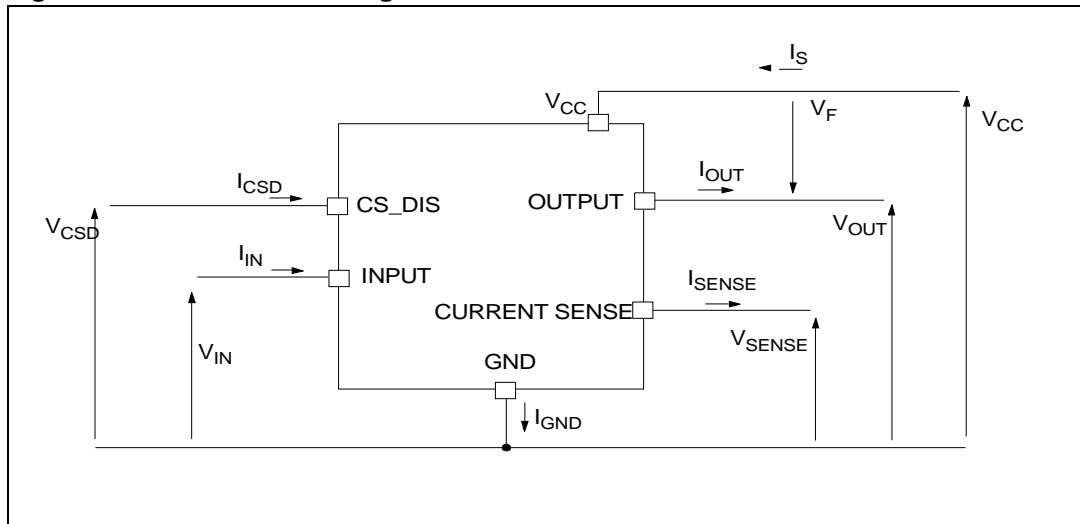 I_S
V_CC
V_F
V_CC
I_CSD
I_OUT
CS_DIS
OUTPUT
V_CSD
V_OUT
I_IN
INPUT
I_SENSE
CURRENT SENSE
V_IN
V_SENSE
GND
I_GND